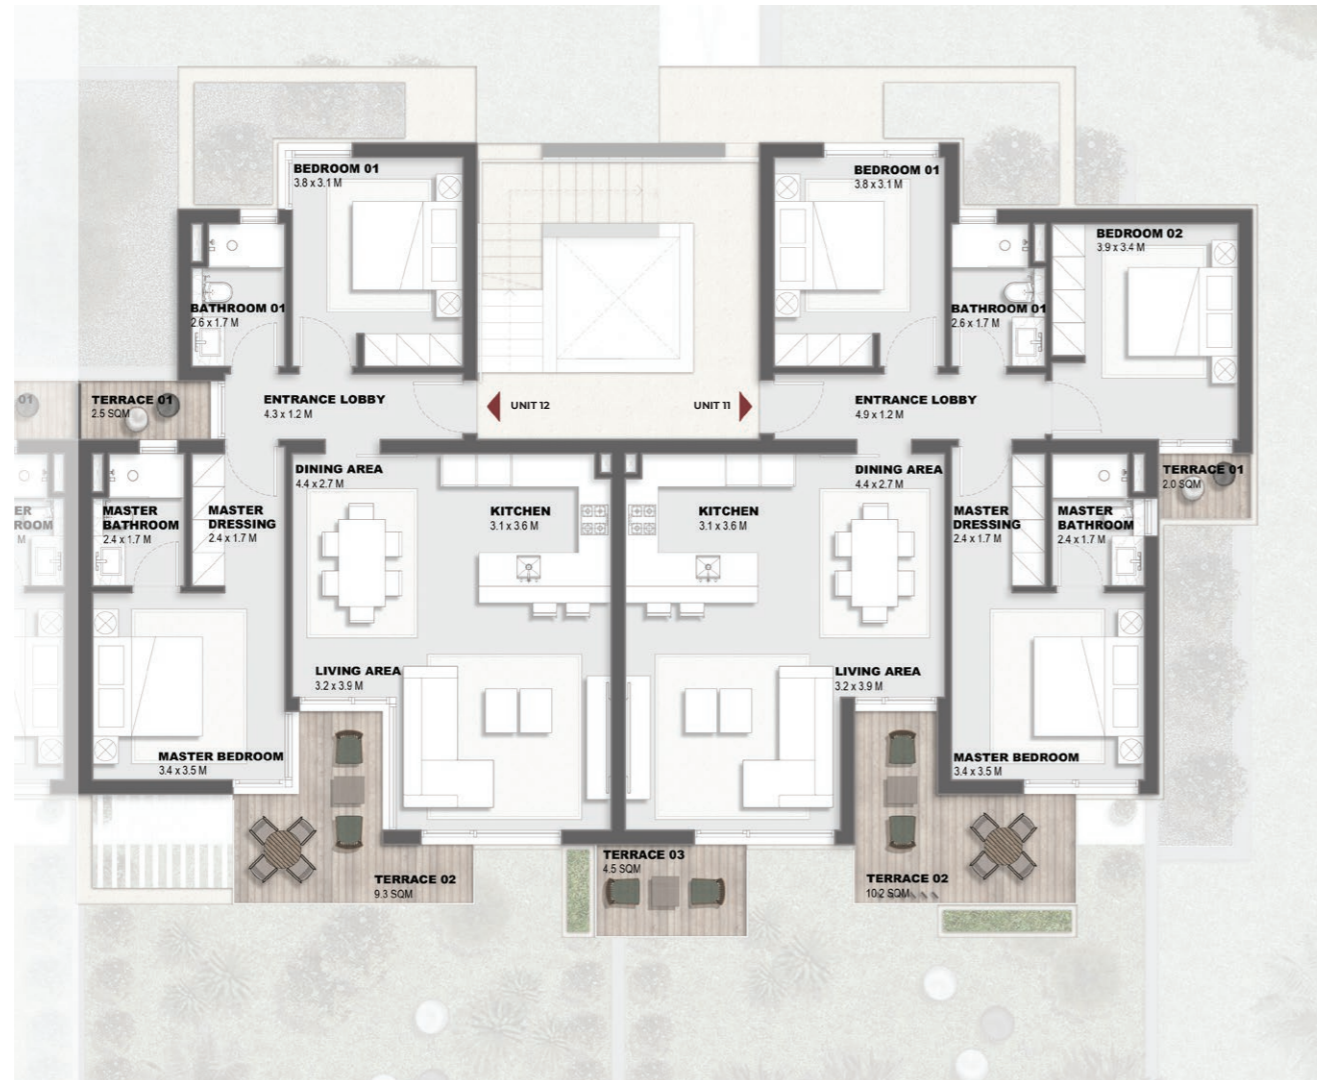 BEDROOM 01
3.8 x 3.1 M
BEDROOM 01
3.8 x 3.1 M
BEDROOM 02
3.9 x 3.4 M
BATHROOM 01
2.6 x 1.7 M
BATHROOM 01
2.6 x 1.7 M
01
TERRACE 01
2.5 SQM
ENTRANCE LOBBY
4.3 x 1.2 M
UNIT 12
UNIT 11
ENTRANCE LOBBY
4.9 x 1.2 M
DINING AREA
4.4 x 2.7 M
DINING AREA
4.4 x 2.7 M
TERRACE 01
2.0 SQM
ER
ROOM
M
MASTER
BATHROOM
2.4 x 1.7 M
MASTER
DRESSING
2.4 x 1.7 M
KITCHEN
3.1 x 3.6 M
KITCHEN
3.1 x 3.6 M
MASTER
DRESSING
2.4 x 1.7 M
MASTER
BATHROOM
2.4 x 1.7 M
LIVING AREA
3.2 x 3.9 M
LIVING AREA
3.2 x 3.9 M
MASTER BEDROOM
3.4 x 3.5 M
MASTER BEDROOM
3.4 x 3.5 M
TERRACE 02
9.3 SQM
TERRACE 03
4.5 SQM
TERRACE 02
10.2 SQM